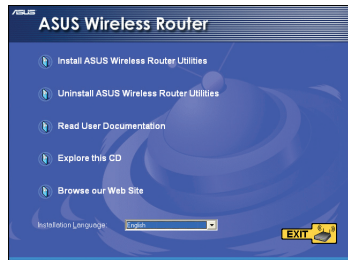 ASUS
ASUS Wireless Router
Install ASUS Wireless Router Utilities
Uninstall ASUS Wireless Router Utilities
Read User Documentation
Explore this CD
Browse our Web Site
Installation Language: English
EXIT